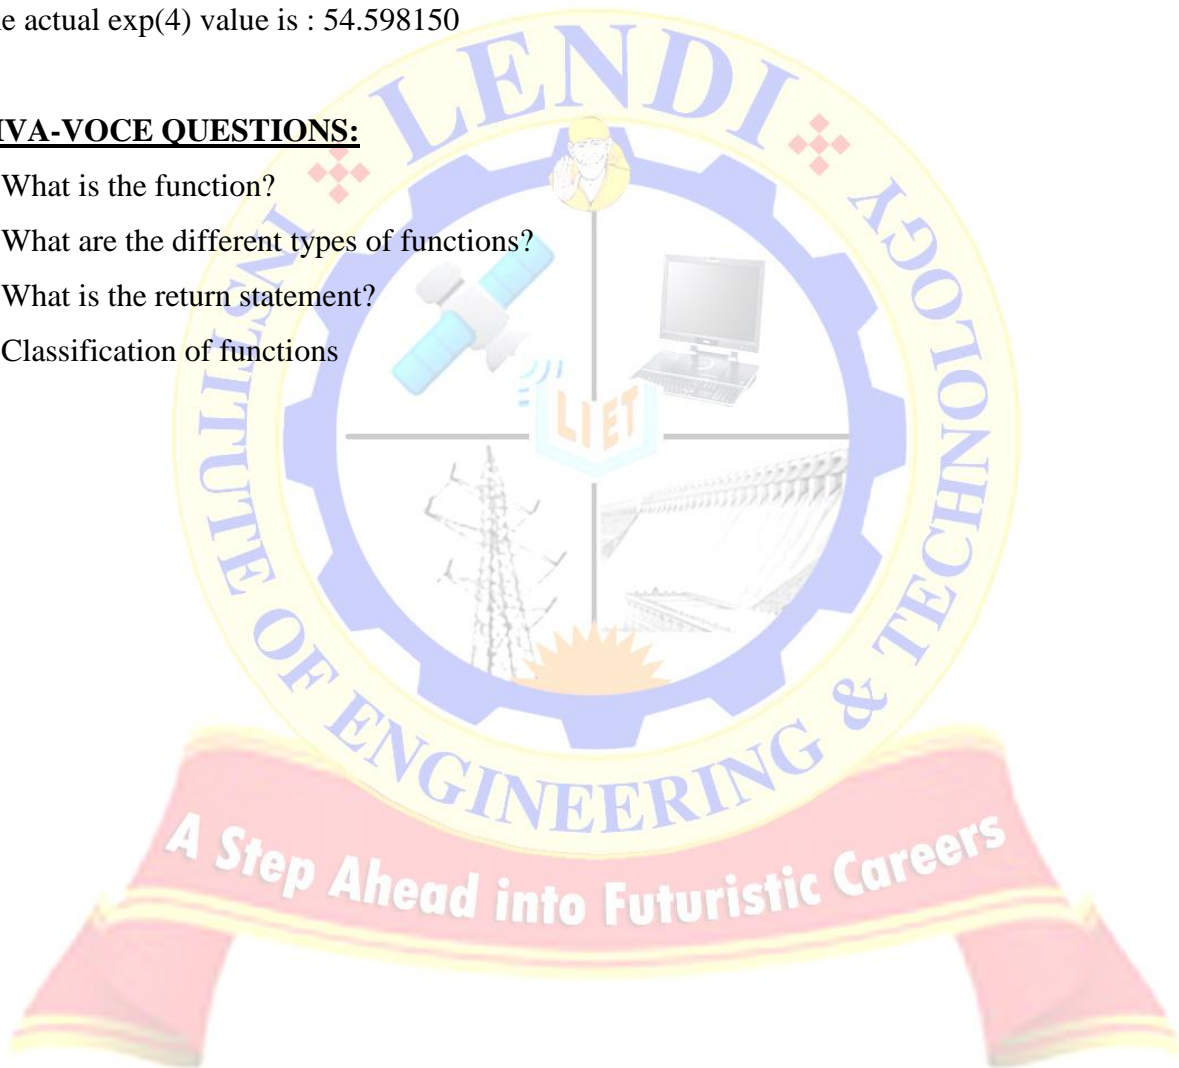 e actual exp(4) value is : 54.598150
IVA-VOCE QUESTIONS:
What is the function?
What are the different types of functions?
What is the return statement?
Classification of functions
LENDI
INSTITUTE OF ENGINEERING & TECHNOLOGY
LIET
A Step Ahead into Futuristic Careers